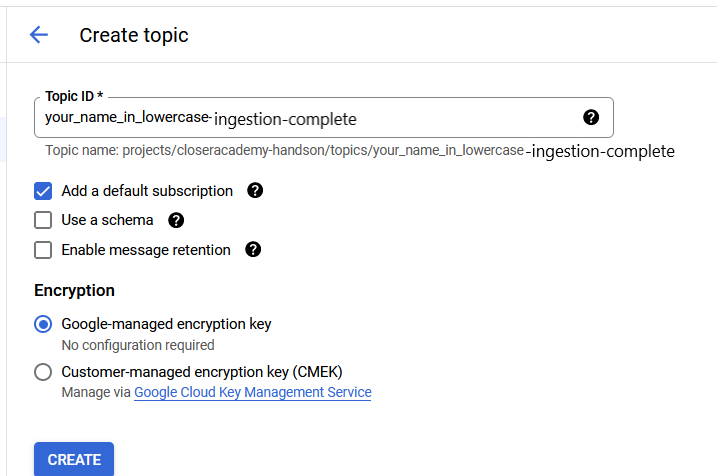 Create topic
Topic ID *
your_name_in_lowercase-ingestion-complete
Topic name: projects/closeracademy-handson/topics/your_name_in_lowercase-ingestion-complete
Add a default subscription
Use a schema
Enable message retention
Encryption
Google-managed encryption key
No configuration required
Customer-managed encryption key (CMEK)
Manage via Google Cloud Key Management Service
CREATE